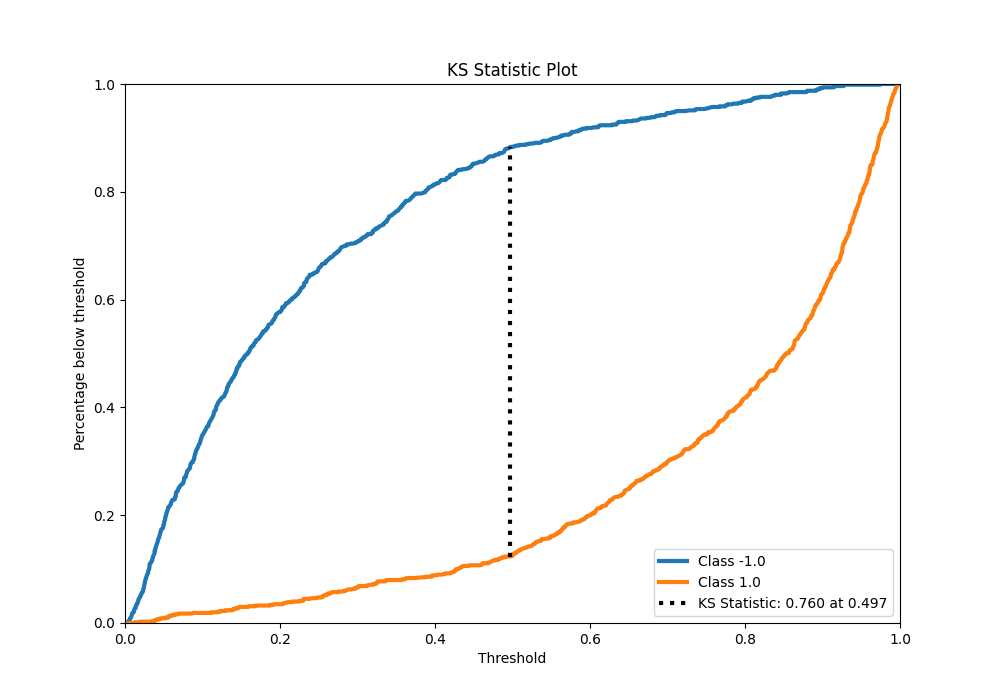 KS Statistic Plot
1.0
0.8
0.6
0.4
0.2
0.0
Percentage below threshold
0.0 0.2 0.4 0.6 0.8 1.0
Threshold
Class -1.0
Class 1.0
KS Statistic: 0.760 at 0.497